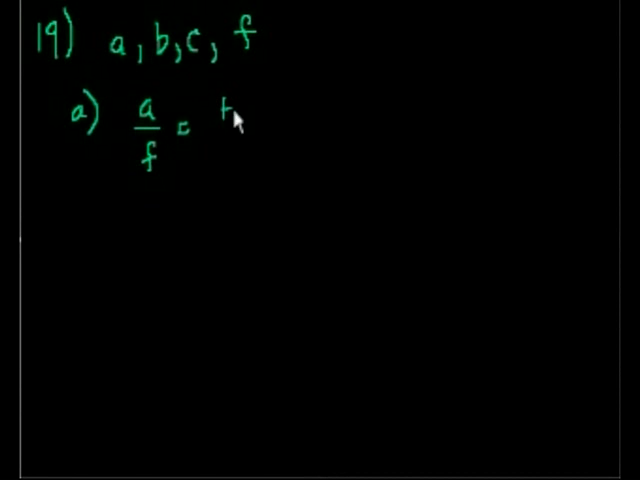 19) a, b, c, f
a) a/f =